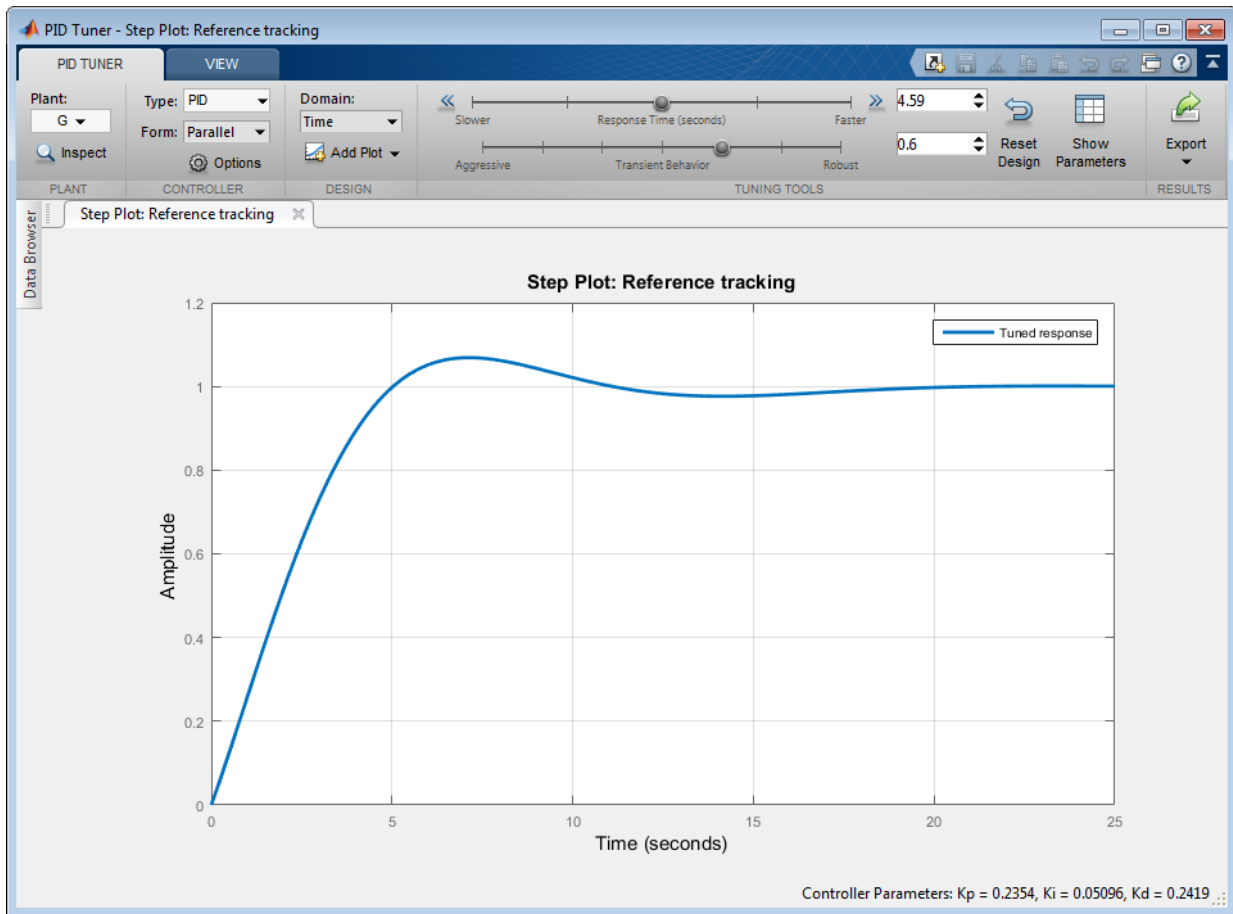 PID Tuner - Step Plot: Reference tracking
PID TUNER VIEW
Plant:
G
Inspect
PLANT
Type: PID
Form: Parallel
Options
CONTROLLER
Domain:
Time
Add Plot
DESIGN
Slower Response Time (seconds) Faster
4.59
Aggressive Transient Behavior Robust
0.6
Reset
Design
Show
Parameters
TUNING TOOLS
Export
RESULTS
Data Browser
Step Plot: Reference tracking
Step Plot: Reference tracking
Tuned response
1.2
1
0.8
0.6
0.4
0.2
0
Amplitude
0 5 10 15 20 25
Time (seconds)
Controller Parameters: Kp = 0.2354, Ki = 0.05096, Kd = 0.2419